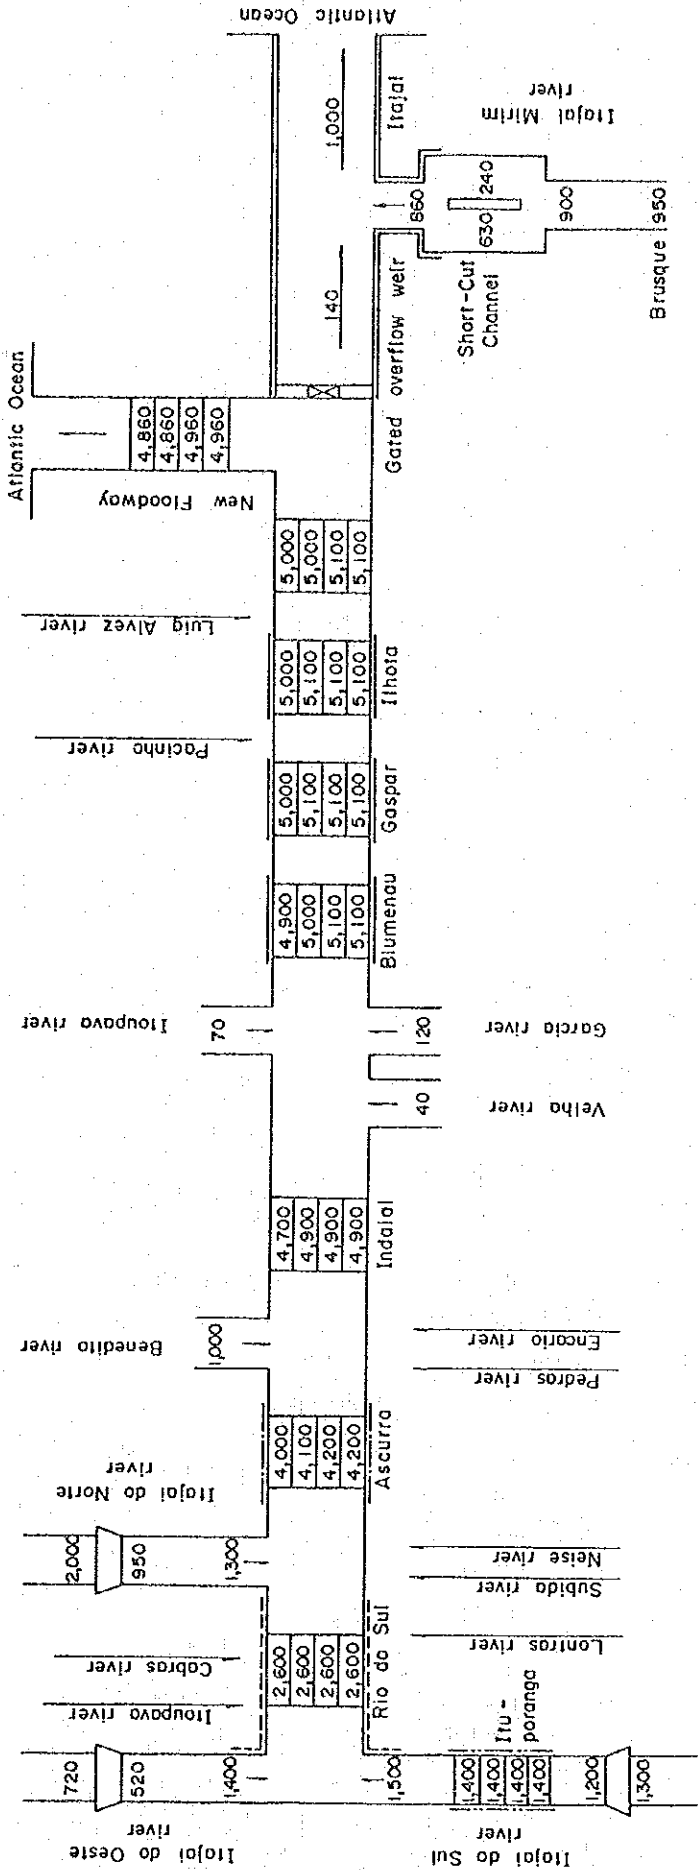 Atlantic Ocean
1,000
Itajaí
140
Itajaí Mirim
river
860
240
630
900
950
Short-Cut
Channel
Brusque
Gated overflow weir
Atlantic Ocean
4,860
4,860
4,960
4,960
New Floodway
5,000
5,000
5,100
5,100
Luig Alvez river
5,000
5,100
5,100
5,100
Ilhota
Pocinho river
5,000
5,100
5,100
5,100
Gaspar
4,900
5,000
5,100
5,100
Blumenau
Itoupava river
70
120
Garcia river
40
Velha river
4,700
4,900
4,900
4,900
Indaial
Benedito river
1,000
Encario river
Pedras river
4,000
4,100
4,200
4,200
Ascurra
Itajaí do Norte
river
2,000
950
1,300
Neise river
Subida river
Lontras river
2,600
2,600
2,600
2,600
Rio do Sul
Cobras river
Itoupava river
720
520
1,400
Itajaí do Oeste
river
1,500
1,400
1,400
1,400
1,400
Itu-
poranga
1,200
1,300
Itajaí do Sul
river